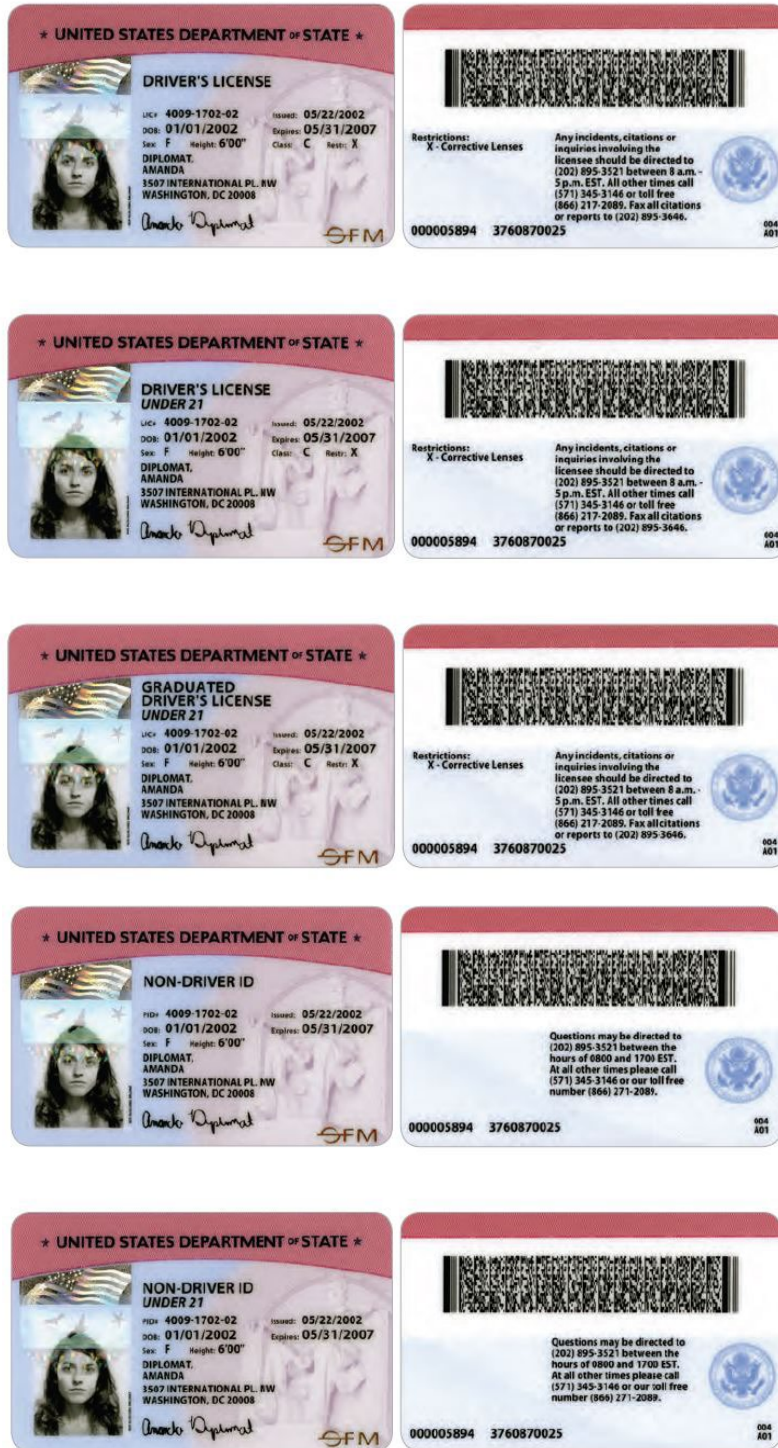 ★ UNITED STATES DEPARTMENT OF STATE ★
DRIVER'S LICENSE
LIC# 4009-1702-02 Issued: 05/22/2002
DOB: 01/01/2002 Expires: 05/31/2007
Sex: F Height: 6'00" Class: C Restr: X
DIPLOMAT,
AMANDA
3507 INTERNATIONAL PL. NW
WASHINGTON, DC 20008
Amanda Diplomat
OFM
Restrictions:
X - Corrective Lenses
Any incidents, citations or
inquiries involving the
licensee should be directed to
(202) 895-3521 between 8 a.m. -
5 p.m. EST. All other times call
(571) 345-3146 or toll free
(866) 217-2089. Fax all citations
or reports to (202) 895-3646.
000005894 3760870025
004
A01
★ UNITED STATES DEPARTMENT OF STATE ★
DRIVER'S LICENSE
UNDER 21
LIC# 4009-1702-02 Issued: 05/22/2002
DOB: 01/01/2002 Expires: 05/31/2007
Sex: F Height: 6'00" Class: C Restr: X
DIPLOMAT,
AMANDA
3507 INTERNATIONAL PL. NW
WASHINGTON, DC 20008
Amanda Diplomat
OFM
Restrictions:
X - Corrective Lenses
Any incidents, citations or
inquiries involving the
licensee should be directed to
(202) 895-3521 between 8 a.m. -
5 p.m. EST. All other times call
(571) 345-3146 or toll free
(866) 217-2089. Fax all citations
or reports to (202) 895-3646.
000005894 3760870025
004
A01
★ UNITED STATES DEPARTMENT OF STATE ★
GRADUATED
DRIVER'S LICENSE
UNDER 21
LIC# 4009-1702-02 Issued: 05/22/2002
DOB: 01/01/2002 Expires: 05/31/2007
Sex: F Height: 6'00" Class: C Restr: X
DIPLOMAT,
AMANDA
3507 INTERNATIONAL PL. NW
WASHINGTON, DC 20008
Amanda Diplomat
OFM
Restrictions:
X - Corrective Lenses
Any incidents, citations or
inquiries involving the
licensee should be directed to
(202) 895-3521 between 8 a.m. -
5 p.m. EST. All other times call
(571) 345-3146 or toll free
(866) 217-2089. Fax all citations
or reports to (202) 895-3646.
000005894 3760870025
004
A01
★ UNITED STATES DEPARTMENT OF STATE ★
NON-DRIVER ID
PID# 4009-1702-02 Issued: 05/22/2002
DOB: 01/01/2002 Expires: 05/31/2007
Sex: F Height: 6'00"
DIPLOMAT,
AMANDA
3507 INTERNATIONAL PL. NW
WASHINGTON, DC 20008
Amanda Diplomat
OFM
Questions may be directed to
(202) 895-3521 between the
hours of 0800 and 1700 EST.
At all other times please call
(571) 345-3146 or our toll free
number (866) 271-2089.
000005894 3760870025
004
A01
★ UNITED STATES DEPARTMENT OF STATE ★
NON-DRIVER ID
UNDER 21
PID# 4009-1702-02 Issued: 05/22/2002
DOB: 01/01/2002 Expires: 05/31/2007
Sex: F Height: 6'00"
DIPLOMAT,
AMANDA
3507 INTERNATIONAL PL. NW
WASHINGTON, DC 20008
Amanda Diplomat
OFM
Questions may be directed to
(202) 895-3521 between the
hours of 0800 and 1700 EST.
At all other times please call
(571) 345-3146 or our toll free
number (866) 271-2089.
000005894 3760870025
004
A01